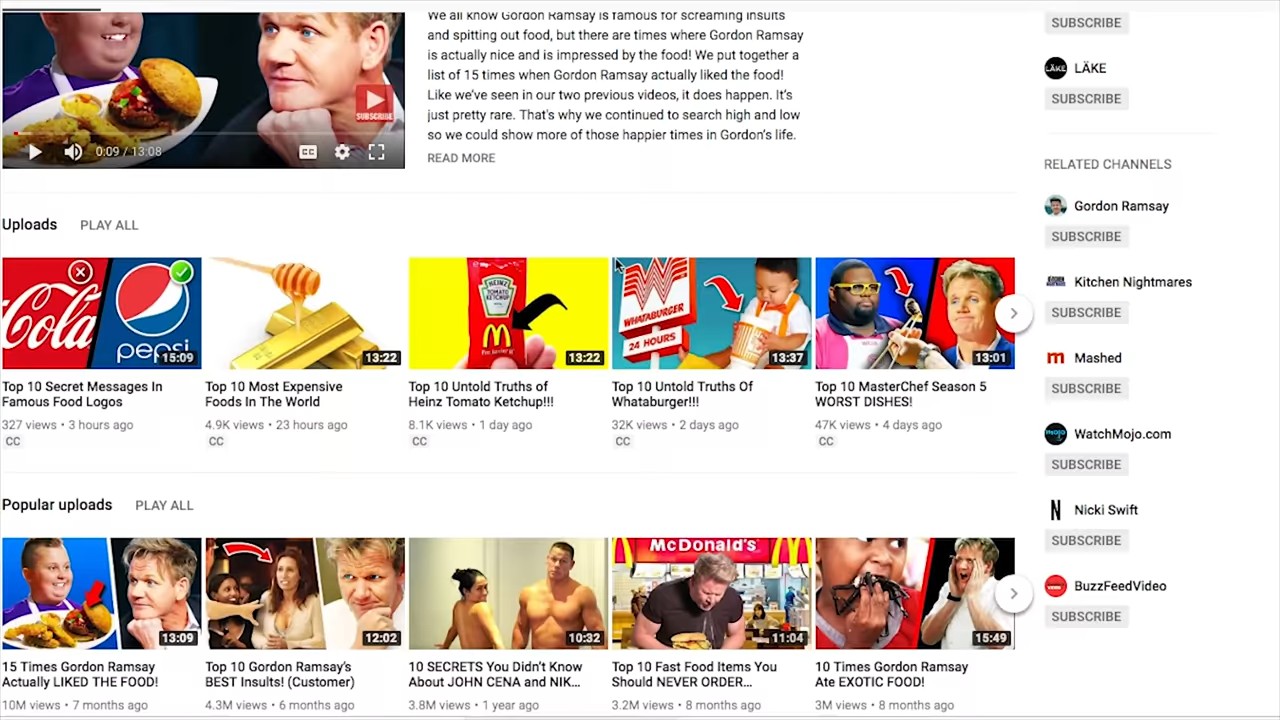 We all know Gordon Ramsay is famous for screaming insults
and spitting out food, but there are times where Gordon Ramsay
is actually nice and is impressed by the food! We put together a
list of 15 times when Gordon Ramsay actually liked the food!
Like we've seen in our two previous videos, it does happen. It's
just pretty rare. That's why we continued to search high and low
so we could show more of those happier times in Gordon's life.
READ MORE
SUBSCRIBE
0:09 / 13:08
CC
SUBSCRIBE
LÄKE
LÄKE
SUBSCRIBE
RELATED CHANNELS
Gordon Ramsay
SUBSCRIBE
Kitchen Nightmares
SUBSCRIBE
Mashed
SUBSCRIBE
WatchMojo.com
SUBSCRIBE
Nicki Swift
SUBSCRIBE
BuzzFeedVideo
SUBSCRIBE
Uploads PLAY ALL
Cola
pepsi
15:09
13:22
HEINZ
TOMATO
KETCHUP
13:22
WHATABURGER
24 HOURS
13:37
13:01
Top 10 Secret Messages In
Famous Food Logos
327 views • 3 hours ago
CC
Top 10 Most Expensive
Foods In The World
4.9K views • 23 hours ago
CC
Top 10 Untold Truths of
Heinz Tomato Ketchup!!!
8.1K views • 1 day ago
CC
Top 10 Untold Truths Of
Whataburger!!!
32K views • 2 days ago
CC
Top 10 MasterChef Season 5
WORST DISHES!
47K views • 4 days ago
CC
Popular uploads PLAY ALL
13:09
12:02
10:32
McDonald's
11:04
15:49
15 Times Gordon Ramsay
Actually LIKED THE FOOD!
10M views • 7 months ago
Top 10 Gordon Ramsay's
BEST Insults! (Customer)
4.3M views • 6 months ago
10 SECRETS You Didn't Know
About JOHN CENA and NIK...
3.8M views • 1 year ago
Top 10 Fast Food Items You
Should NEVER ORDER...
3.2M views • 8 months ago
10 Times Gordon Ramsay
Ate EXOTIC FOOD!
3M views • 8 months ago